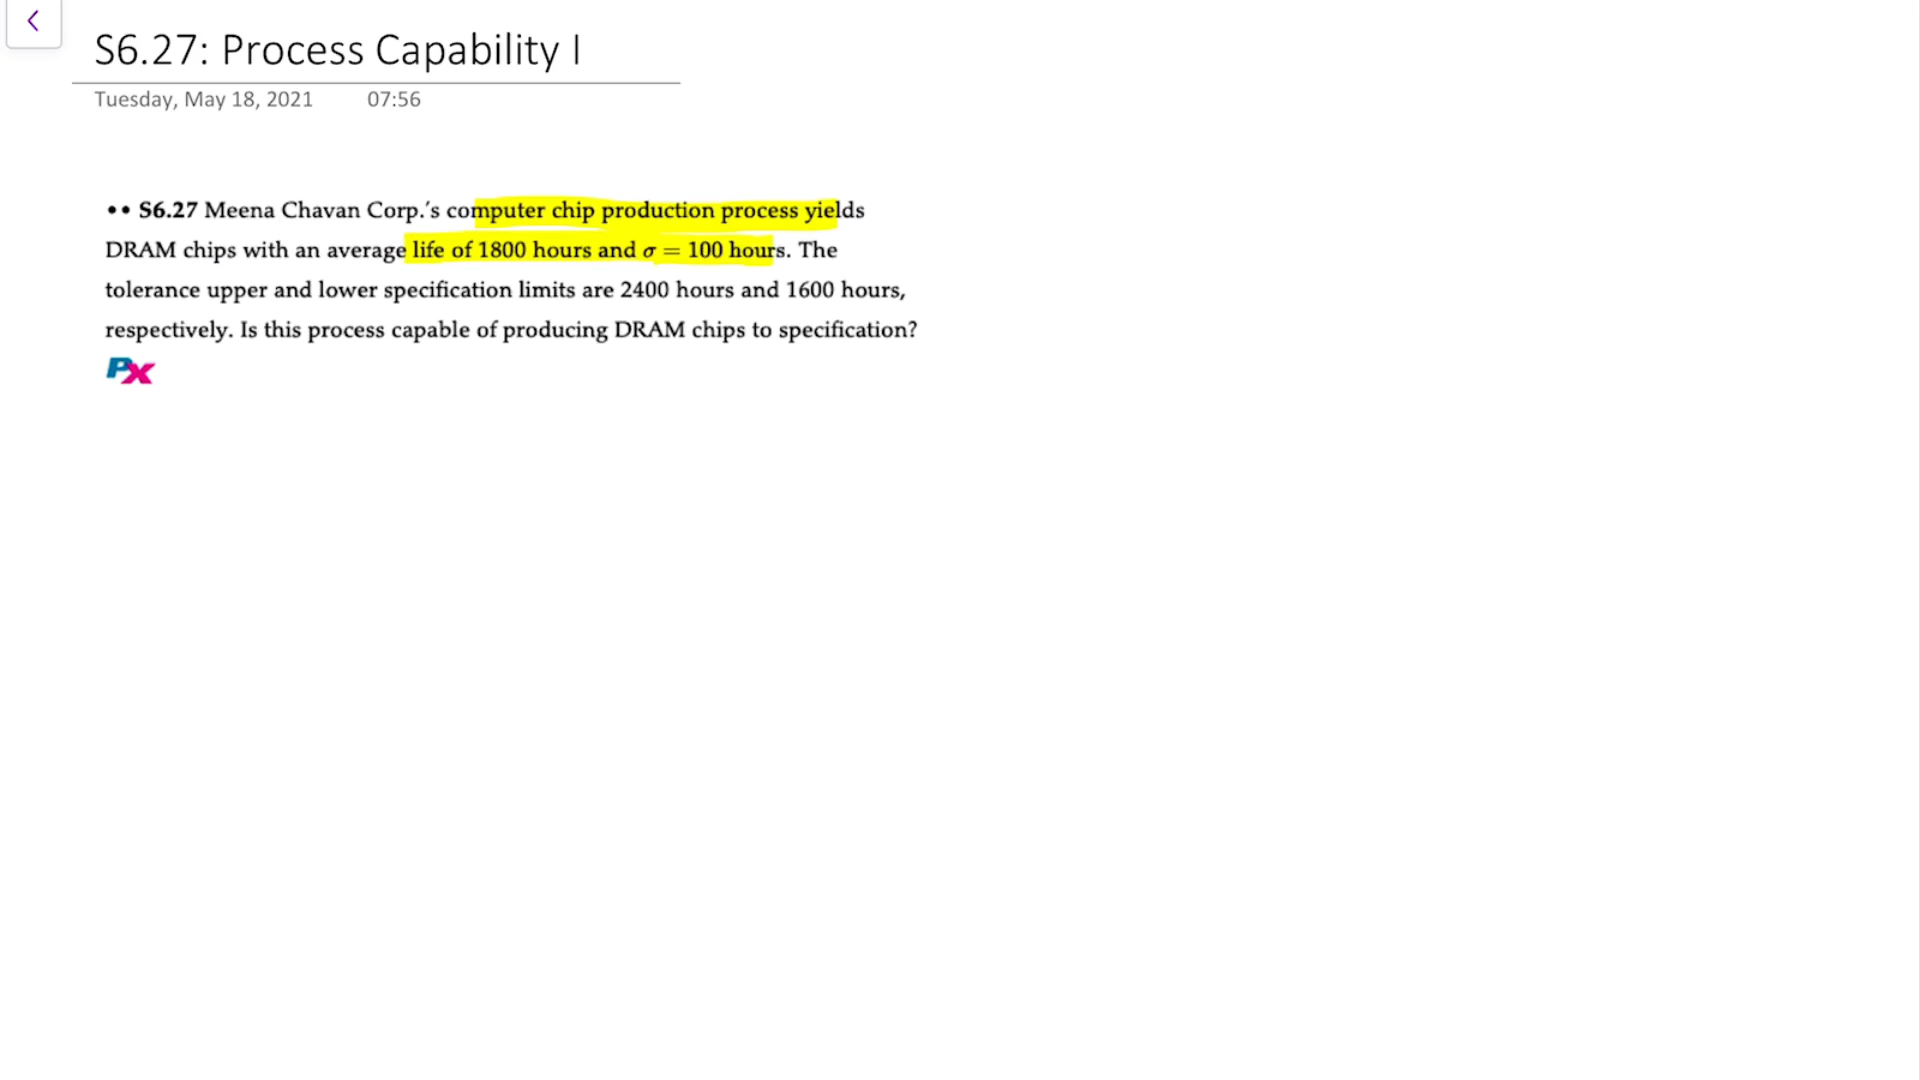 S6.27: Process Capability I
Tuesday, May 18, 2021 07:56
•• S6.27 Meena Chavan Corp.'s computer chip production process yields
DRAM chips with an average life of 1800 hours and σ = 100 hours. The
tolerance upper and lower specification limits are 2400 hours and 1600 hours,
respectively. Is this process capable of producing DRAM chips to specification?
PX